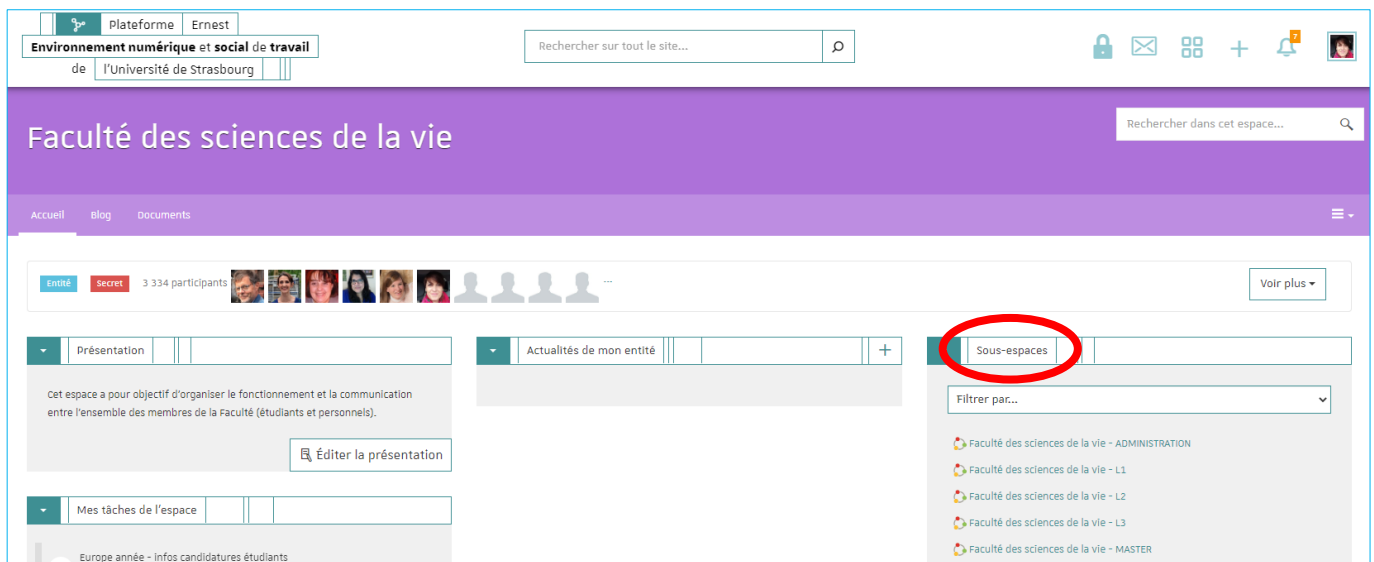 Plateforme Ernest
Environnement numérique et social de travail
de l'Université de Strasbourg
Rechercher sur tout le site...
7
Faculté des sciences de la vie
Rechercher dans cet espace...
Accueil Blog Documents
Entité Secret 3 334 participants ... Voir plus
Présentation
Cet espace a pour objectif d'organiser le fonctionnement et la communication
entre l'ensemble des membres de la Faculté (étudiants et personnels).
Éditer la présentation
Mes tâches de l'espace
Europe année - infos candidatures étudiants
Actualités de mon entité
Sous-espaces
Filtrer par...
Faculté des sciences de la vie - ADMINISTRATION
Faculté des sciences de la vie - L1
Faculté des sciences de la vie - L2
Faculté des sciences de la vie - L3
Faculté des sciences de la vie - MASTER